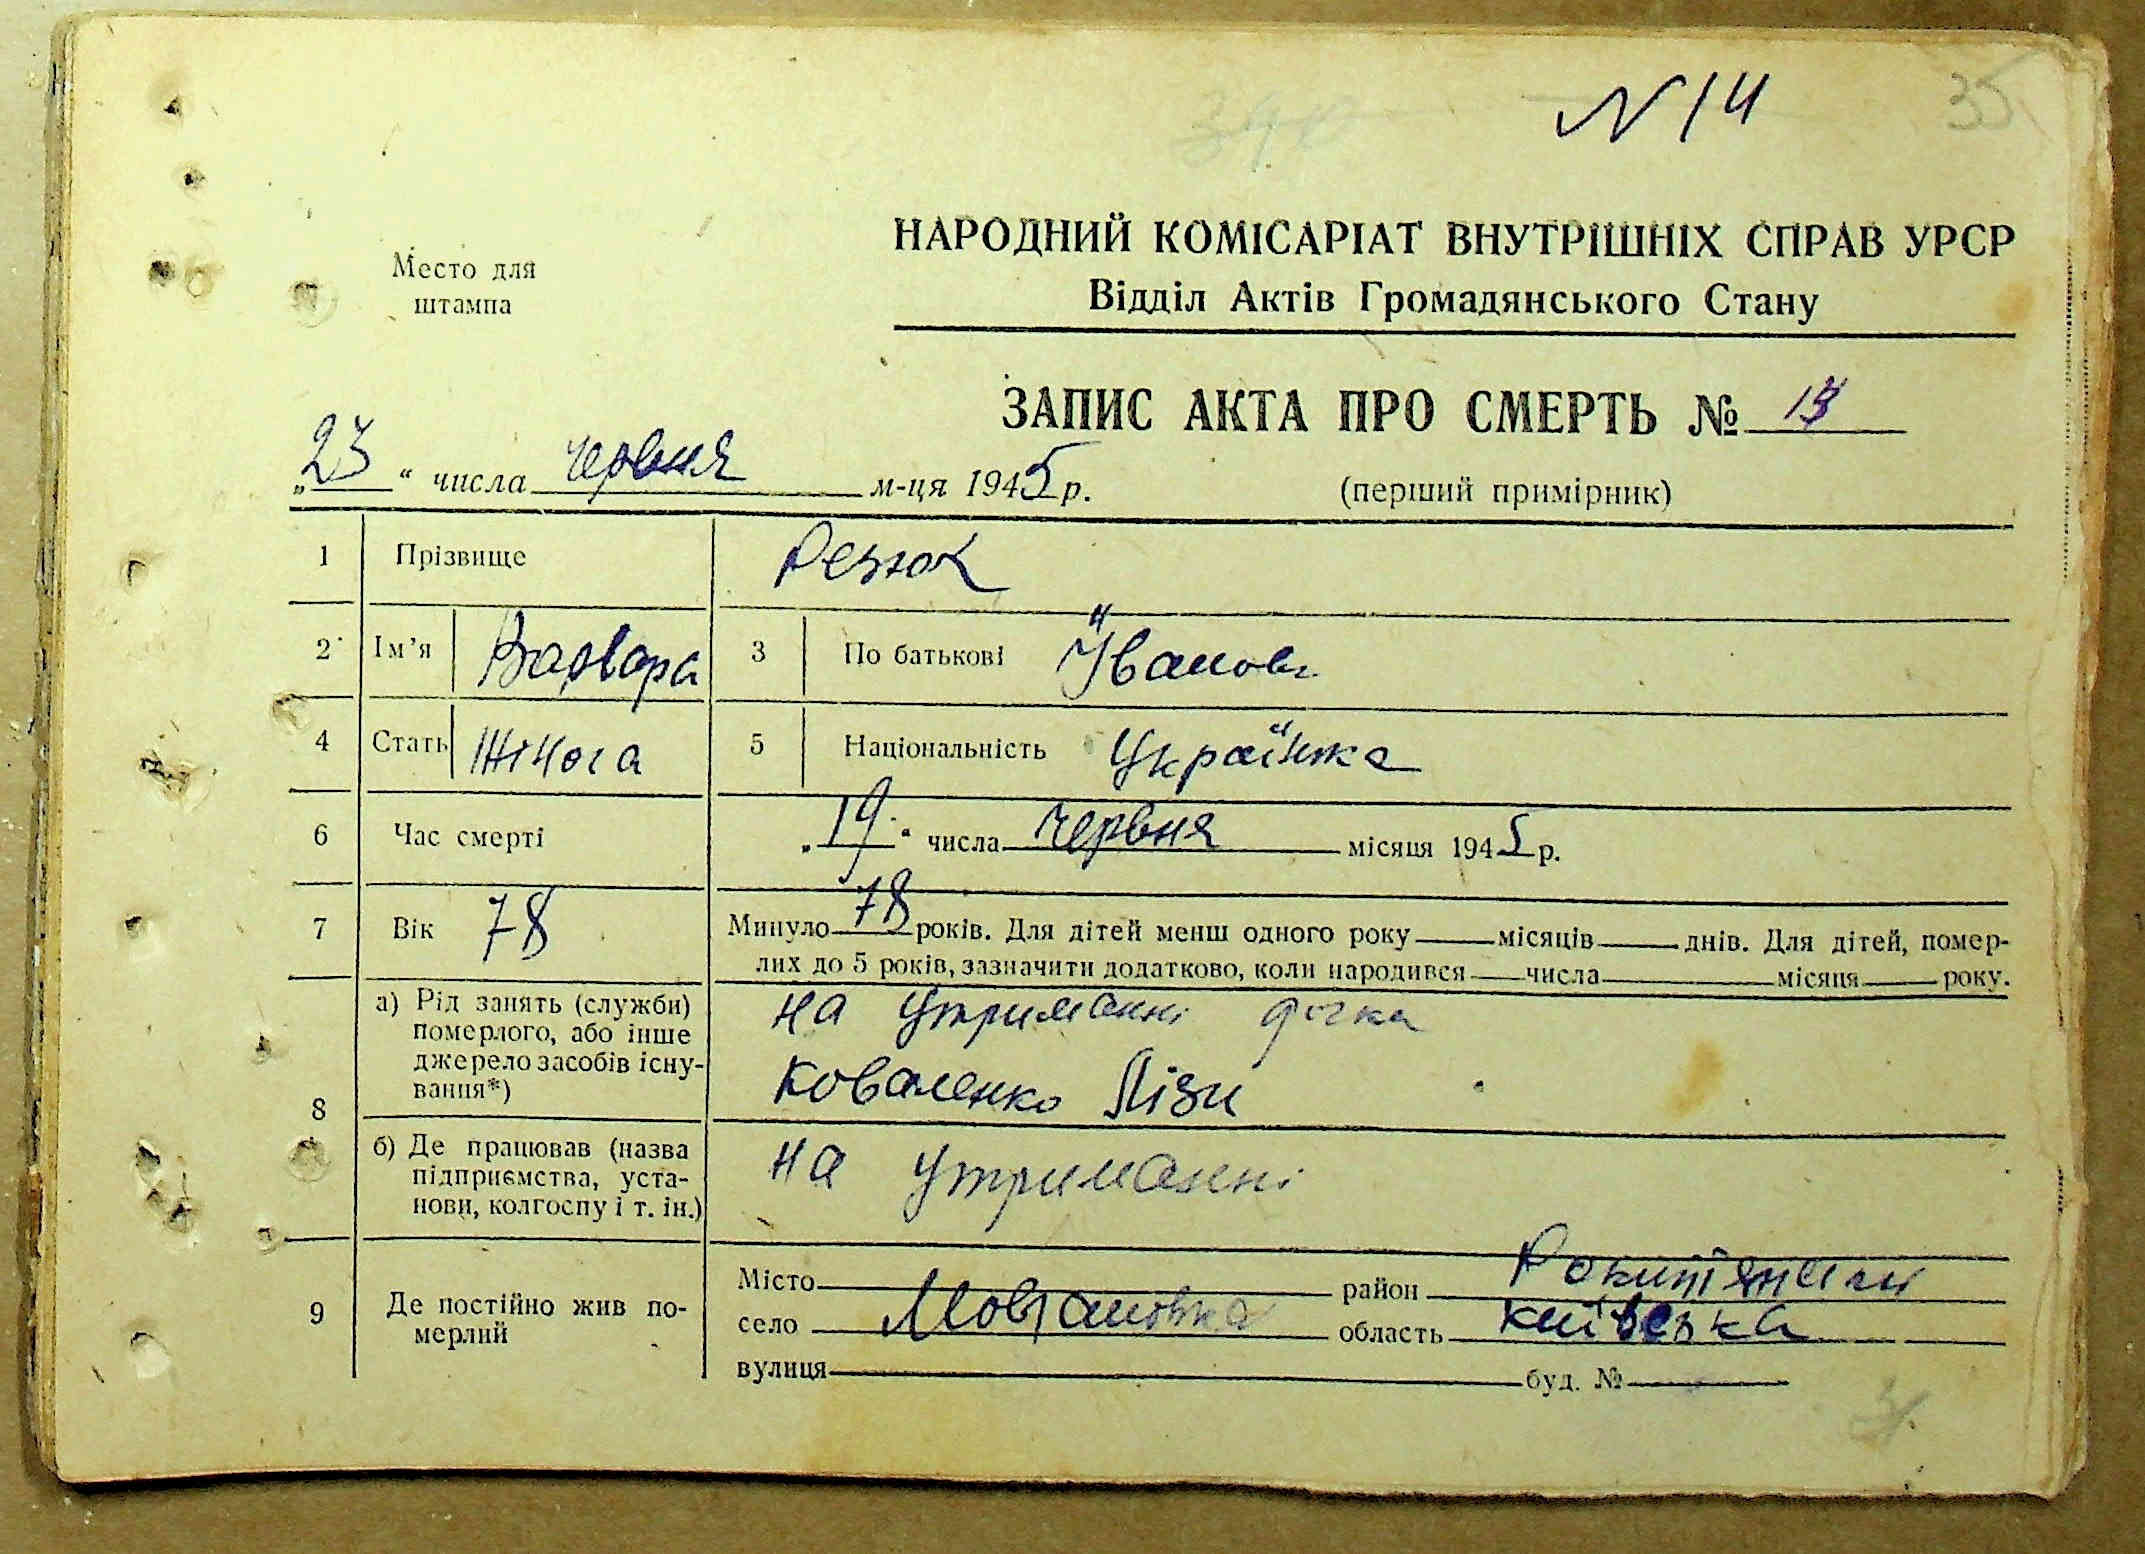 N 14
35
Место для
штампа
НАРОДНИЙ КОМІСАРІАТ ВНУТРІШНІХ СПРАВ УРСР
Відділ Актів Громадянського Стану
ЗАПИС АКТА ПРО СМЕРТЬ №
„23“ числа червня м-ця 1945 р. (перший примірник)
1 Прізвище Резюк
2 Ім’я Варвара 3 По батькові Івановн
4 Стать Жіноча 5 Національність Українка
6 Час смерті „19“ числа червня місяця 1945 р.
7 Вік 78 Минуло 78 років. Для дітей менш одного року місяців днів. Для дітей, помер-
лих до 5 років, зазначити додатково, коли народився числа місяця року.
8 а) Рід занять (служби) померлого, або інше джерело засобів існу-вання*) на утриманні дочка
Коваленко Лізи
б) Де працював (назва підприємства, уста-нови, колгоспу і т. ін.) на утриманні
9 Де постійно жив по-мерлий
Місто район
село область Київська
вулиця буд. №